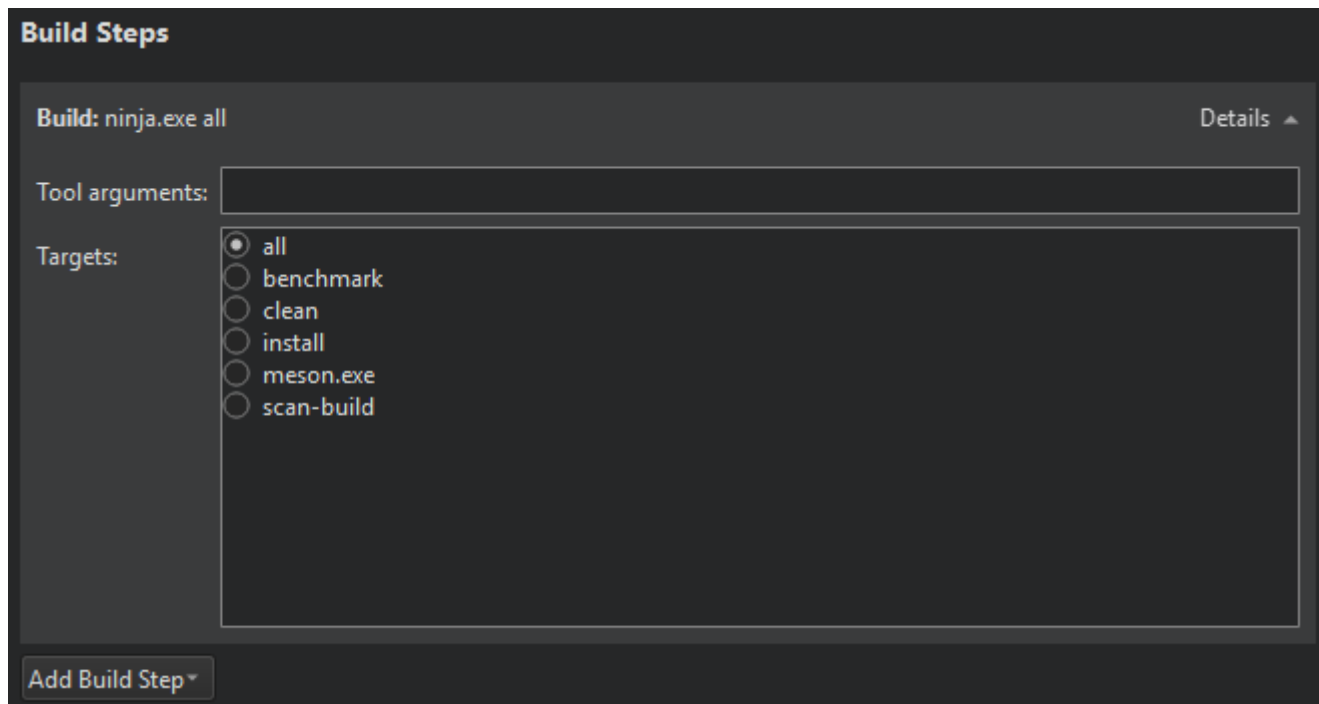 Build Steps
Build: ninja.exe all
Details
Tool arguments:
Targets:
all
benchmark
clean
install
meson.exe
scan-build
Add Build Step